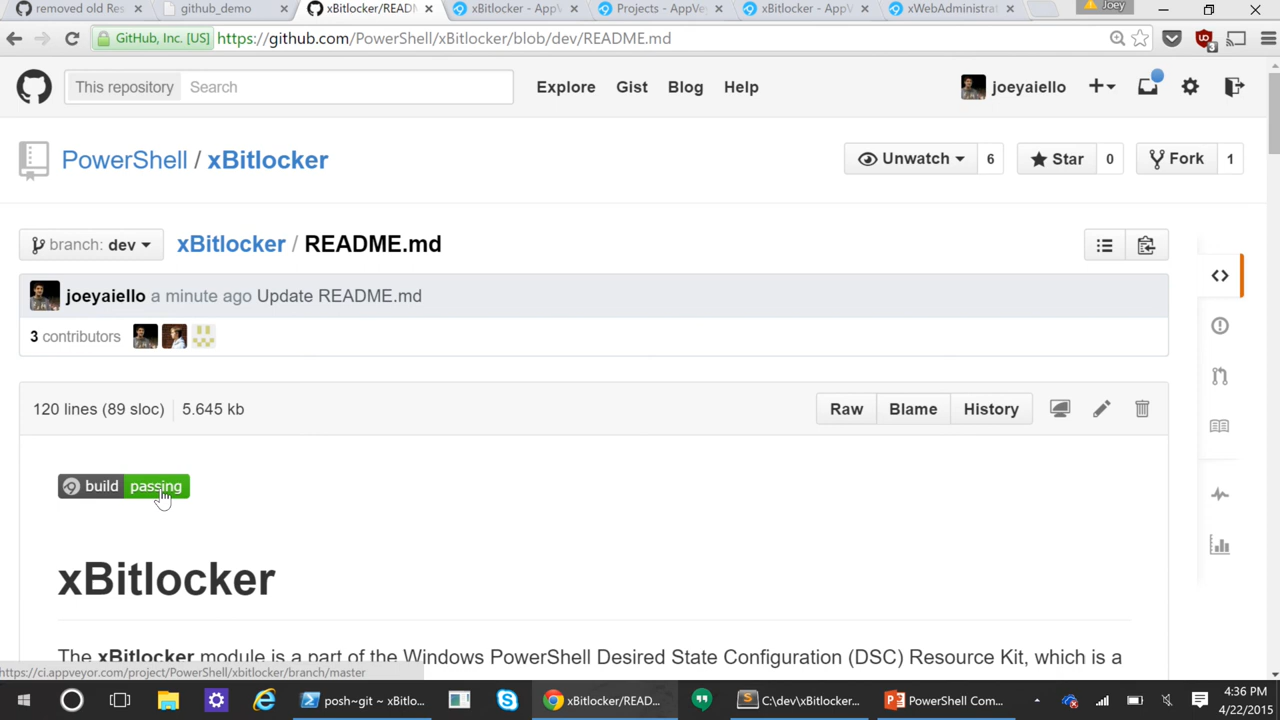 removed old Res
github_demo
xBitlocker/READM
xBitlocker - AppV
Projects - AppVey
xBitlocker - AppV
xWebAdministra
Joey
GitHub, Inc. [US] https://github.com/PowerShell/xBitlocker/blob/dev/README.md
3
This repository Search Explore Gist Blog Help joeyaiello
PowerShell / xBitlocker Unwatch 6 Star 0 Fork 1
branch: dev xBitlocker / README.md
joeyaiello a minute ago Update README.md
3 contributors
120 lines (89 sloc) 5.645 kb Raw Blame History
build passing
xBitlocker
The xBitlocker module is a part of the Windows PowerShell Desired State Configuration (DSC) Resource Kit, which is a
https://ci.appveyor.com/project/PowerShell/xbitlocker/branch/master
posh~git ~ xBitlo...
xBitlocker/READ...
C:\dev\xBitlocker...
PowerShell Com...
4:36 PM
4/22/2015